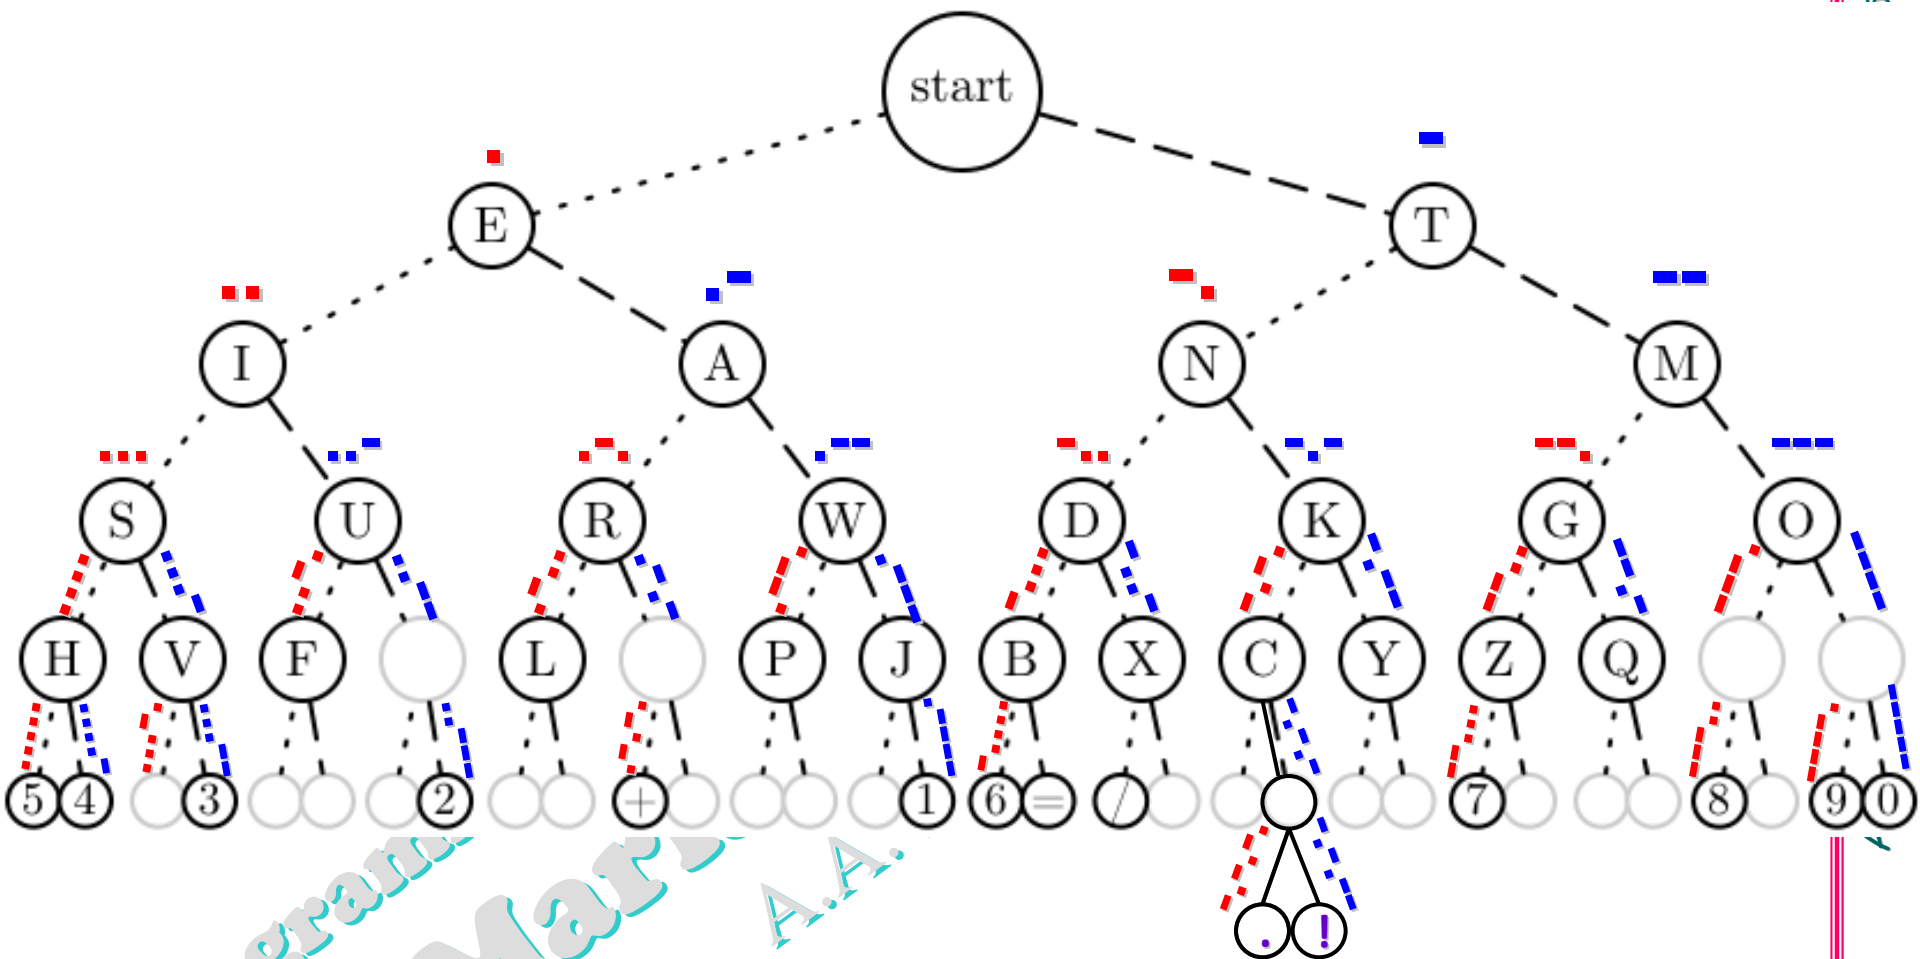 start
E T
I A N M
S U R W D K G O
H V F L P J B X C Y Z Q
5 4 3 2 + 1 6 = / 7 8 9 0
. !
A.A.